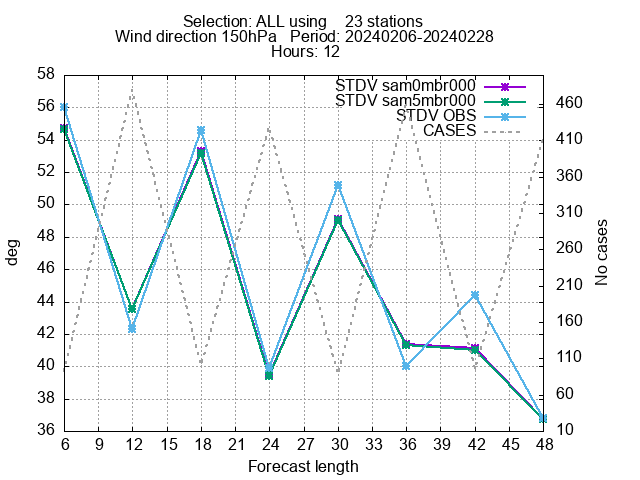 Selection: ALL using 23 stations
Wind direction 150hPa Period: 20240206-20240228
Hours: 12
STDV sam0mbr000
STDV sam5mbr000
STDV OBS
CASES
58
56
54
52
50
48
46
44
42
40
38
36
460
410
360
310
260
210
160
110
60
10
deg
No cases
6 9 12 15 18 21 24 27 30 33 36 39 42 45 48
Forecast length